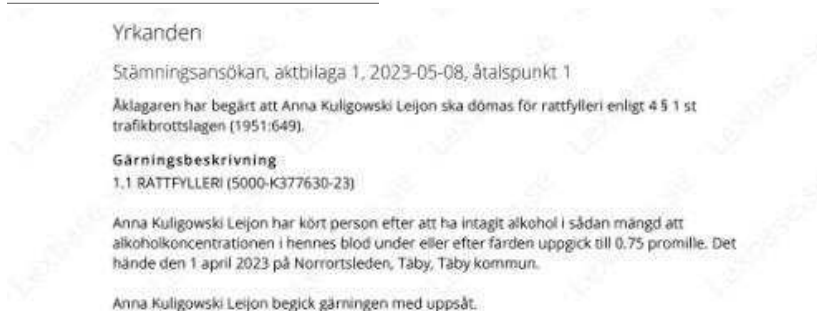 Yrkanden
Stämningsansökan, aktbilaga 1, 2023-05-08, åtalspunkt 1
Åklagaren har begärt att Anna Kuligowski Leijon ska dömas för rattfylleri enligt 4 § 1 st
trafikbrottslagen (1951:649).
Gärningsbeskrivning
1.1 RATTFYLLERI (5000-K377630-23)
Anna Kuligowski Leijon har kört person efter att ha intagit alkohol i sådan mängd att
alkoholkoncentrationen i hennes blod under eller efter färden uppgick till 0.75 promille. Det
hände den 1 april 2023 på Norrortsleden, Täby, Täby kommun.
Anna Kuligowski Leijon begick gärningen med uppsåt.